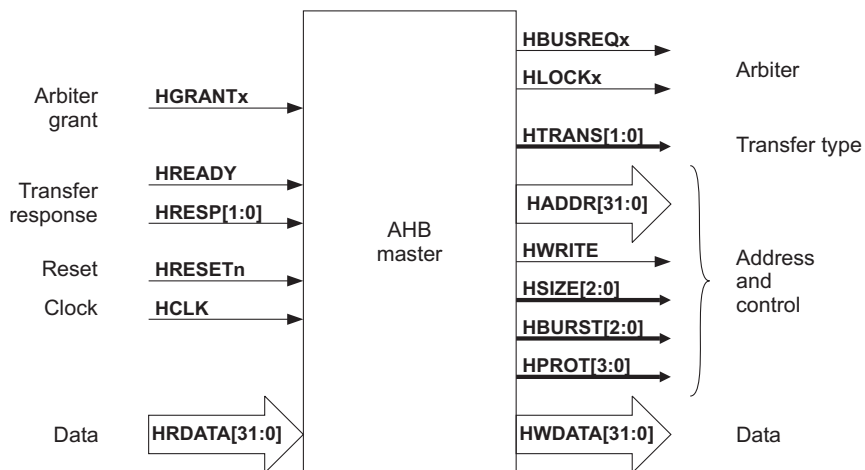 Arbiter
grant
HGRANTx
Transfer
response
HREADY
HRESP[1:0]
Reset
HRESETn
Clock
HCLK
Data
HRDATA[31:0]
AHB
master
HBUSREQx
HLOCKx
Arbiter
HTRANS[1:0]
Transfer type
HADDR[31:0]
HWRITE
HSIZE[2:0]
HBURST[2:0]
HPROT[3:0]
Address
and
control
HWDATA[31:0]
Data